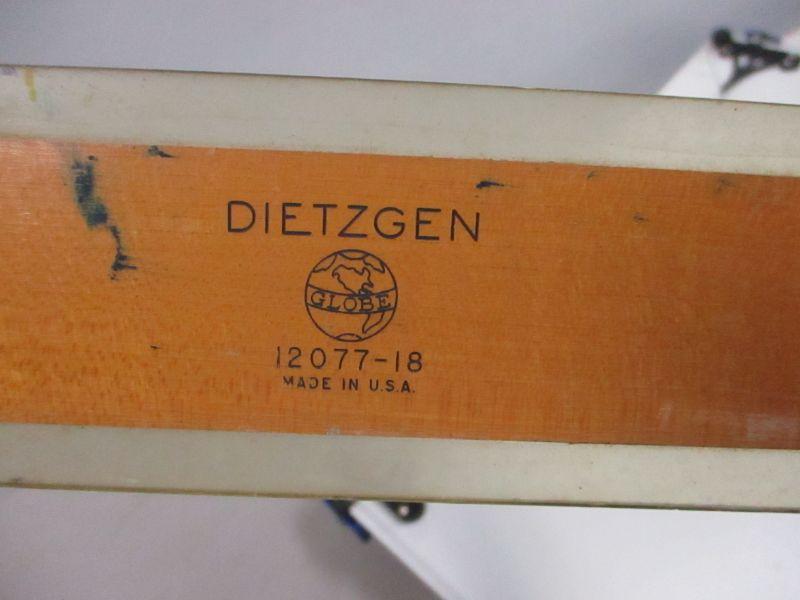 DIETZGEN
GLOBE
12077-18
MADE IN U.S.A.